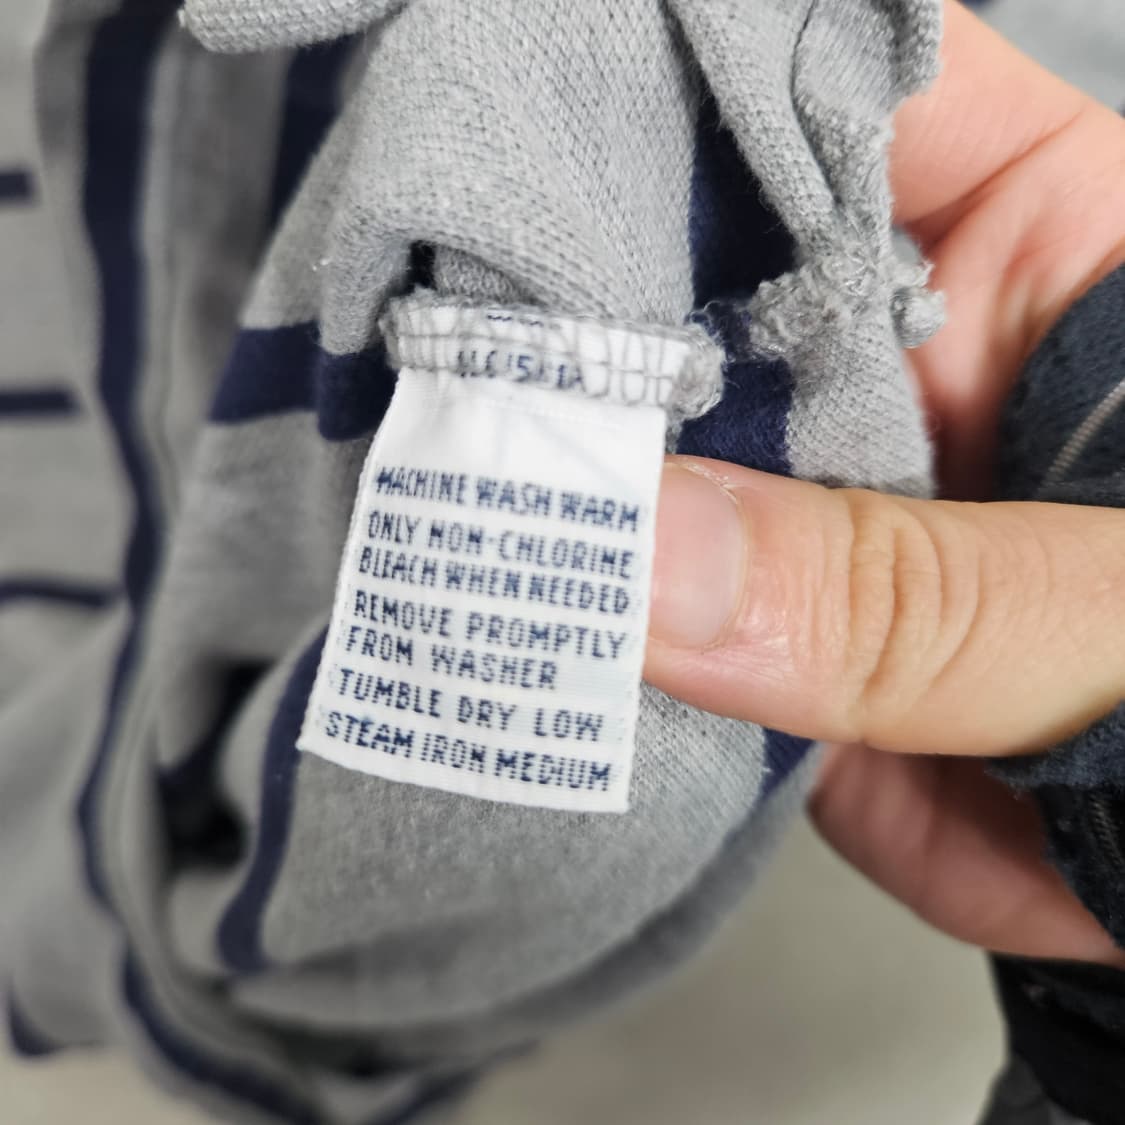 MACHINE WASH WARM
ONLY NON-CHLORINE
BLEACH WHEN NEEDED
REMOVE PROMPTLY
FROM WASHER
TUMBLE DRY LOW
STEAM IRON MEDIUM